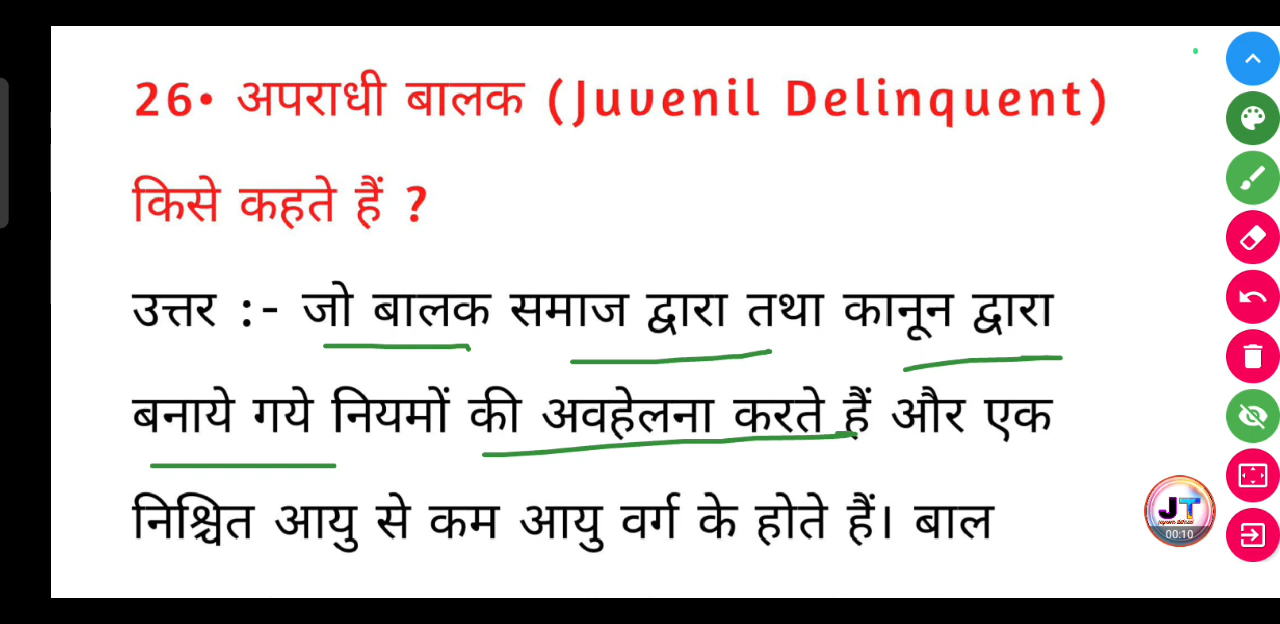 26• अपराधी बालक (Juvenil Delinquent)
किसे कहते हैं ?
उत्तर :- जो बालक समाज द्वारा तथा कानून द्वारा
बनाये गये नियमों की अवहेलना करते हैं और एक
निश्चित आयु से कम आयु वर्ग के होते हैं। बाल
JT
00:10